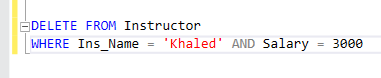 DELETE FROM Instructor
WHERE Ins_Name = 'Khaled' AND Salary = 3000